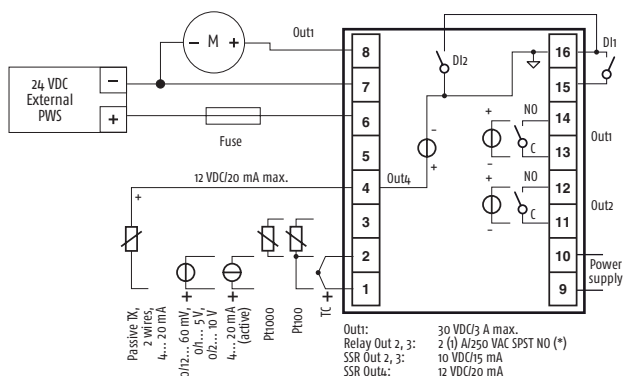 M
Out1
24 VDC
External
PWS
Fuse
12 VDC/20 mA max.
Passive TX,
2 wires,
4... 20 mA
0/12... 60 mV,
0/1... 5 V,
0/2... 10 V
4... 20 mA
(active)
Pt1000
Pt100
TC
8
7
6
5
4
3
2
1
Out4
DI2
DI1
16
15
14
13
12
11
10
9
NO
C
Out1
NO
C
Out2
Power
supply
Out1: 30 VDC/3 A max.
Relay Out 2, 3: 2 (1) A/250 VAC SPST NO (*)
SSR Out 2, 3: 10 VDC/15 mA
SSR Out4: 12 VDC/20 mA